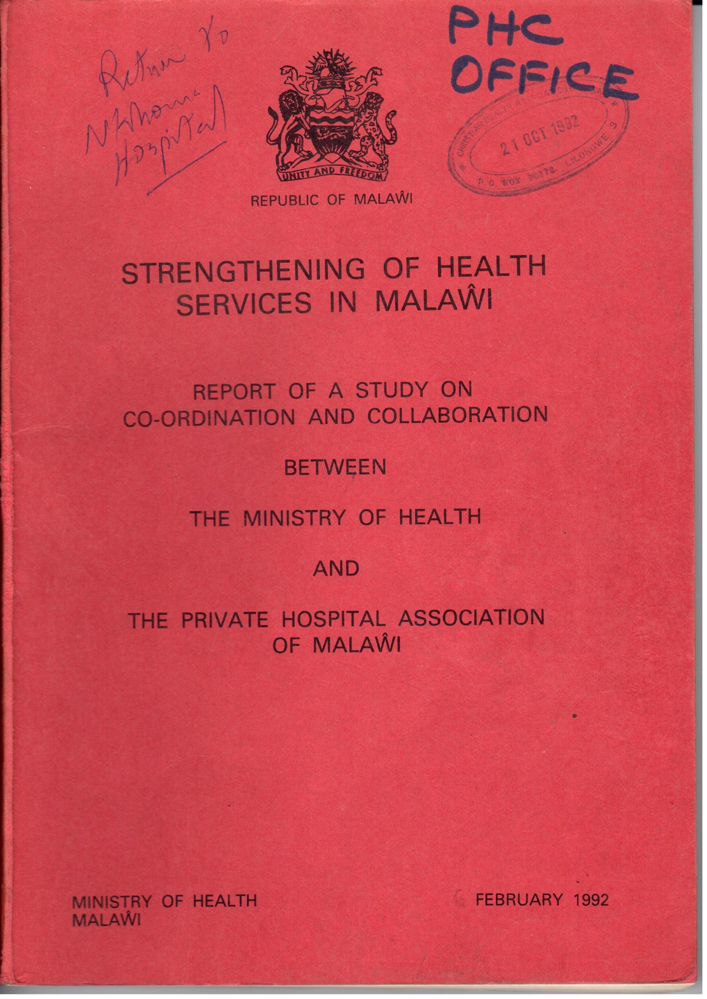 PHC
OFFICE
Return to
Nkhoma
Hospital
CHRISTIAN HEALTH ASSOCIATION
21 OCT 1992
P.O. BOX LILONGWE 3
UNITY AND FREEDOM
REPUBLIC OF MALAŴI
STRENGTHENING OF HEALTH
SERVICES IN MALAŴI
REPORT OF A STUDY ON
CO-ORDINATION AND COLLABORATION
BETWEEN
THE MINISTRY OF HEALTH
AND
THE PRIVATE HOSPITAL ASSOCIATION
OF MALAŴI
MINISTRY OF HEALTH
MALAŴI
FEBRUARY 1992